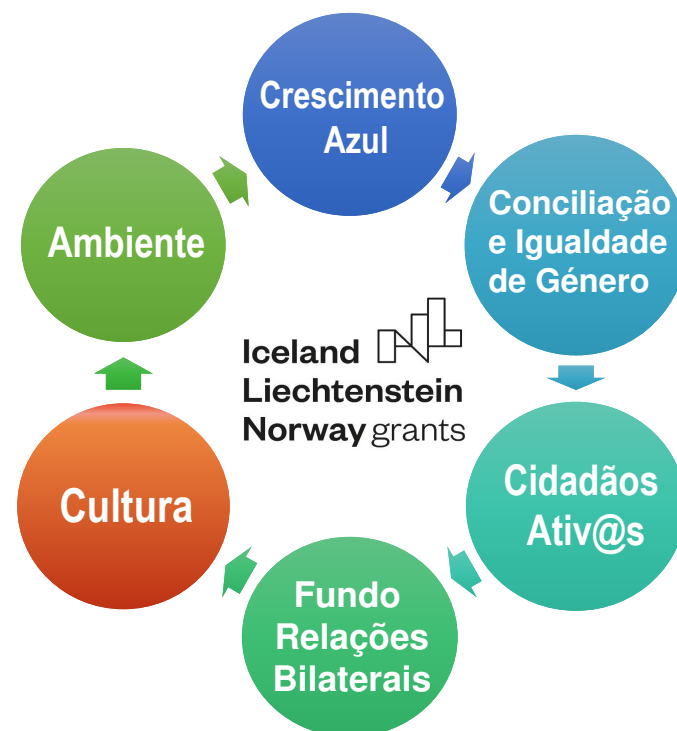 Crescimento
Azul
Conciliação
e Igualdade
de Género
Cidadãos
Ativ@s
Fundo
Relações
Bilaterais
Cultura
Ambiente
Iceland
Liechtenstein
Norway grants